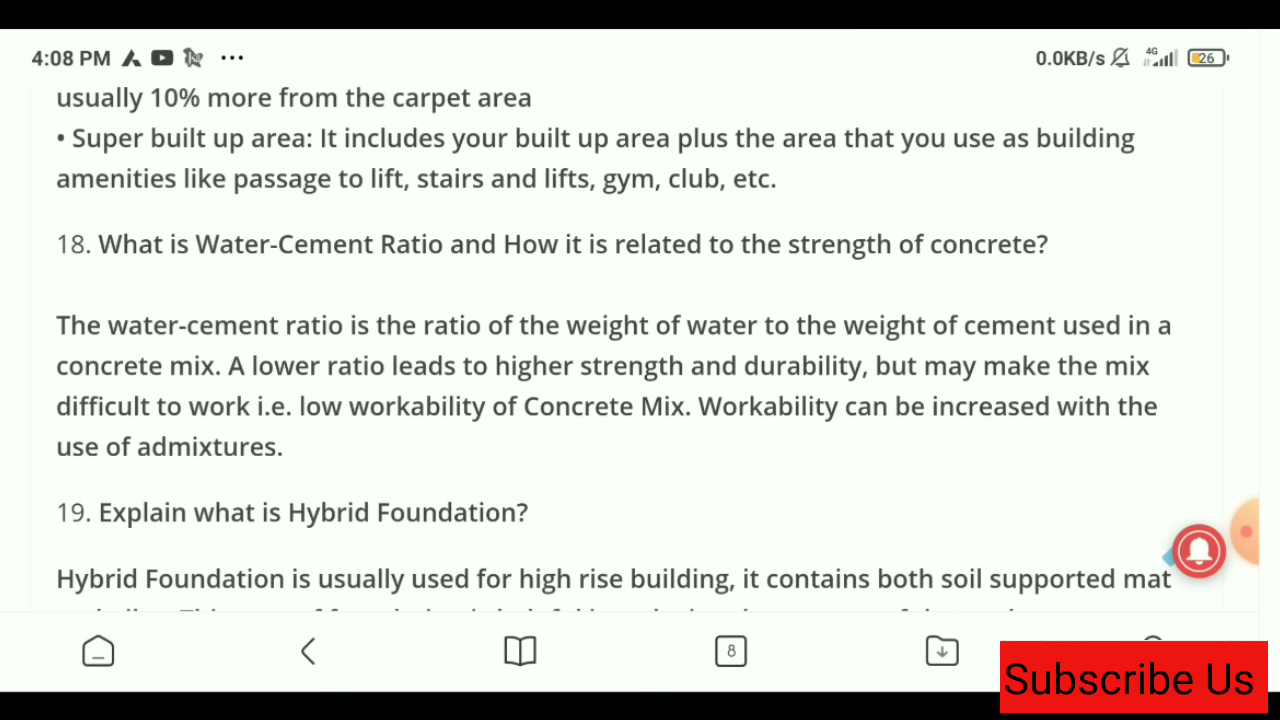 4:08 PM ... 0.0KB/s 4G 26
usually 10% more from the carpet area
• Super built up area: It includes your built up area plus the area that you use as building
amenities like passage to lift, stairs and lifts, gym, club, etc.
18. What is Water-Cement Ratio and How it is related to the strength of concrete?
The water-cement ratio is the ratio of the weight of water to the weight of cement used in a
concrete mix. A lower ratio leads to higher strength and durability, but may make the mix
difficult to work i.e. low workability of Concrete Mix. Workability can be increased with the
use of admixtures.
19. Explain what is Hybrid Foundation?
Hybrid Foundation is usually used for high rise building, it contains both soil supported mat
8
Subscribe Us